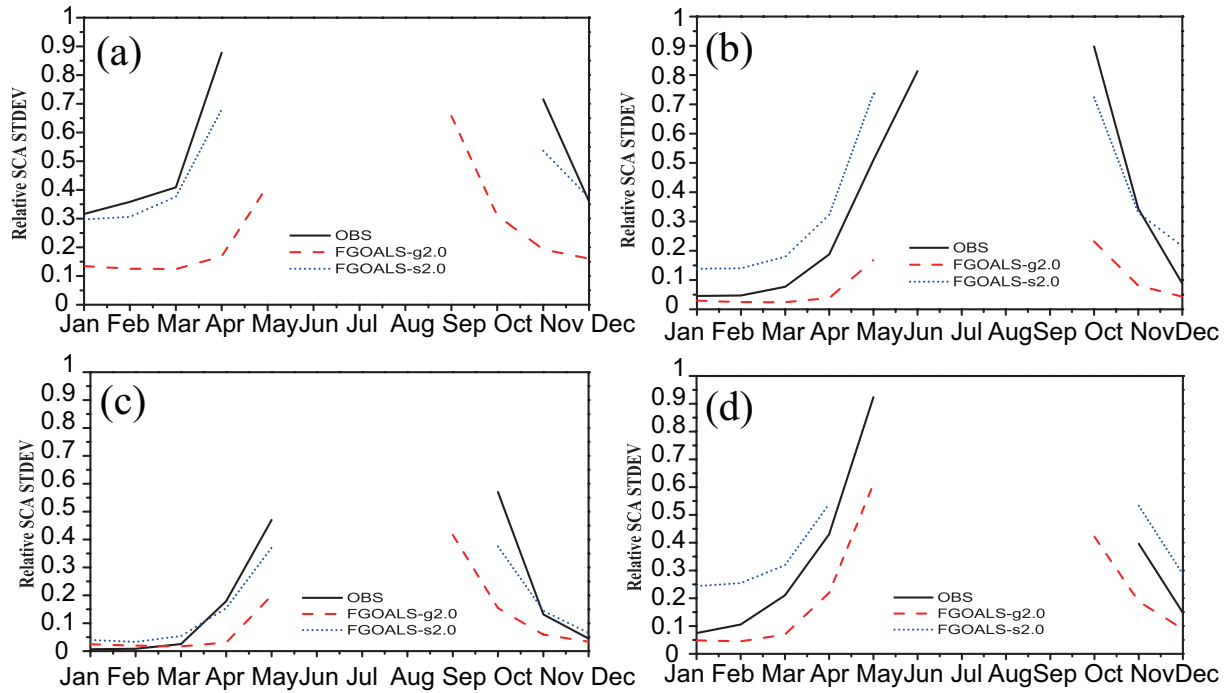 (a)
Relative SCA STDEV
1
0.9
0.8
0.7
0.6
0.5
0.4
0.3
0.2
0.1
0
OBS
FGOALS-g2.0
FGOALS-s2.0
Jan Feb Mar Apr May Jun Jul Aug Sep Oct Nov Dec
(b)
Relative SCA STDEV
1
0.9
0.8
0.7
0.6
0.5
0.4
0.3
0.2
0.1
0
OBS
FGOALS-g2.0
FGOALS-s2.0
Jan Feb Mar Apr May Jun Jul Aug Sep Oct Nov Dec
(c)
Relative SCA STDEV
1
0.9
0.8
0.7
0.6
0.5
0.4
0.3
0.2
0.1
0
OBS
FGOALS-g2.0
FGOALS-s2.0
Jan Feb Mar Apr May Jun Jul Aug Sep Oct Nov Dec
(d)
Relative SCA STDEV
1
0.9
0.8
0.7
0.6
0.5
0.4
0.3
0.2
0.1
0
OBS
FGOALS-g2.0
FGOALS-s2.0
Jan Feb Mar Apr May Jun Jul Aug Sep Oct Nov Dec